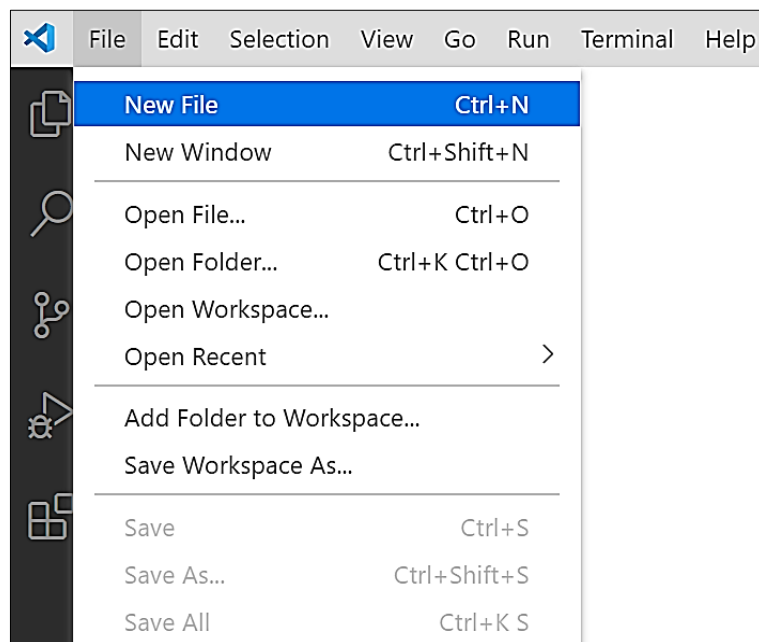 File Edit Selection View Go Run Terminal Help
New File Ctrl+N
New Window Ctrl+Shift+N
Open File... Ctrl+O
Open Folder... Ctrl+K Ctrl+O
Open Workspace...
Open Recent
Add Folder to Workspace...
Save Workspace As...
Save Ctrl+S
Save As... Ctrl+Shift+S
Save All Ctrl+K S